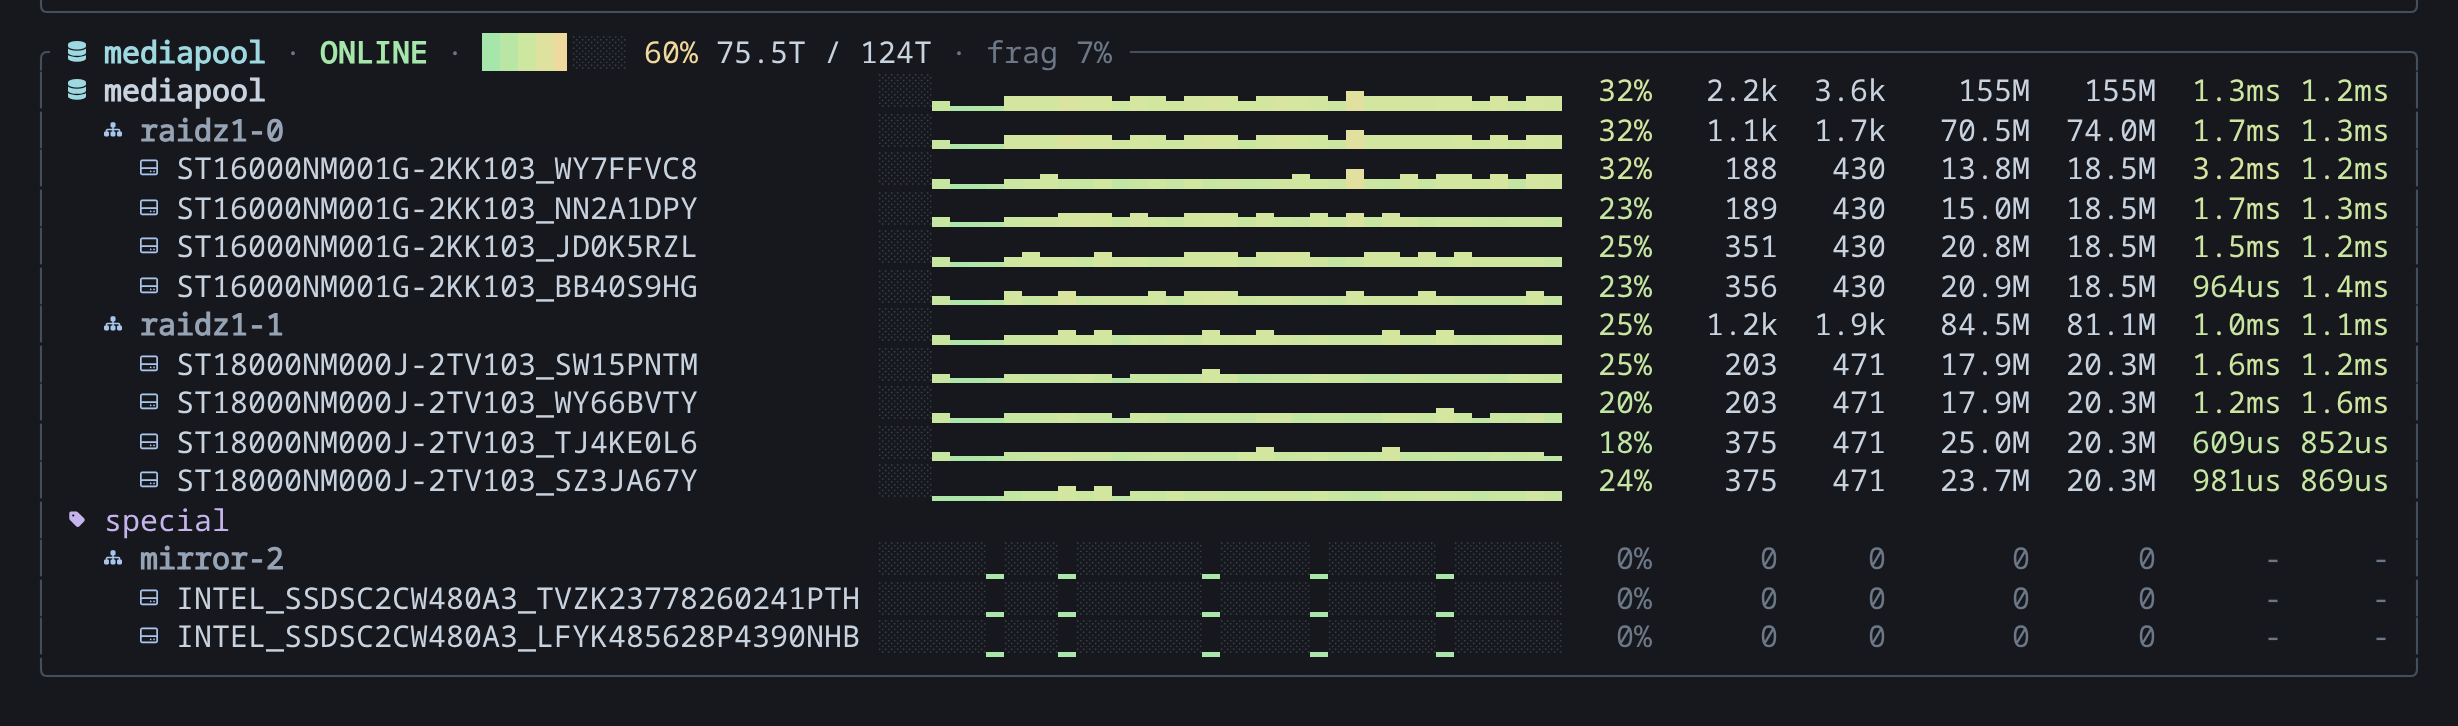 mediapool · ONLINE · 60% 75.5T / 124T · frag 7%
mediapool 32% 2.2k 3.6k 155M 155M 1.3ms 1.2ms
raidz1-0 32% 1.1k 1.7k 70.5M 74.0M 1.7ms 1.3ms
ST16000NM001G-2KK103_WY7FFVC8 32% 188 430 13.8M 18.5M 3.2ms 1.2ms
ST16000NM001G-2KK103_NN2A1DPY 23% 189 430 15.0M 18.5M 1.7ms 1.3ms
ST16000NM001G-2KK103_JD0K5RZL 25% 351 430 20.8M 18.5M 1.5ms 1.2ms
ST16000NM001G-2KK103_BB40S9HG 23% 356 430 20.9M 18.5M 964us 1.4ms
raidz1-1 25% 1.2k 1.9k 84.5M 81.1M 1.0ms 1.1ms
ST18000NM000J-2TV103_SW15PNTM 25% 203 471 17.9M 20.3M 1.6ms 1.2ms
ST18000NM000J-2TV103_WY66BVTY 20% 203 471 17.9M 20.3M 1.2ms 1.6ms
ST18000NM000J-2TV103_TJ4KE0L6 18% 375 471 25.0M 20.3M 609us 852us
ST18000NM000J-2TV103_SZ3JA67Y 24% 375 471 23.7M 20.3M 981us 869us
special
mirror-2 0% 0 0 0 0 - -
INTEL_SSDSC2CW480A3_TVZK23778260241PTH 0% 0 0 0 0 - -
INTEL_SSDSC2CW480A3_LFYK485628P4390NHB 0% 0 0 0 0 - -